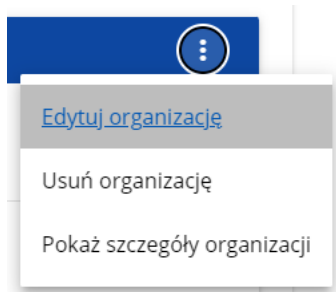 Edytuj organizację
Usuń organizację
Pokaż szczegóły organizacji